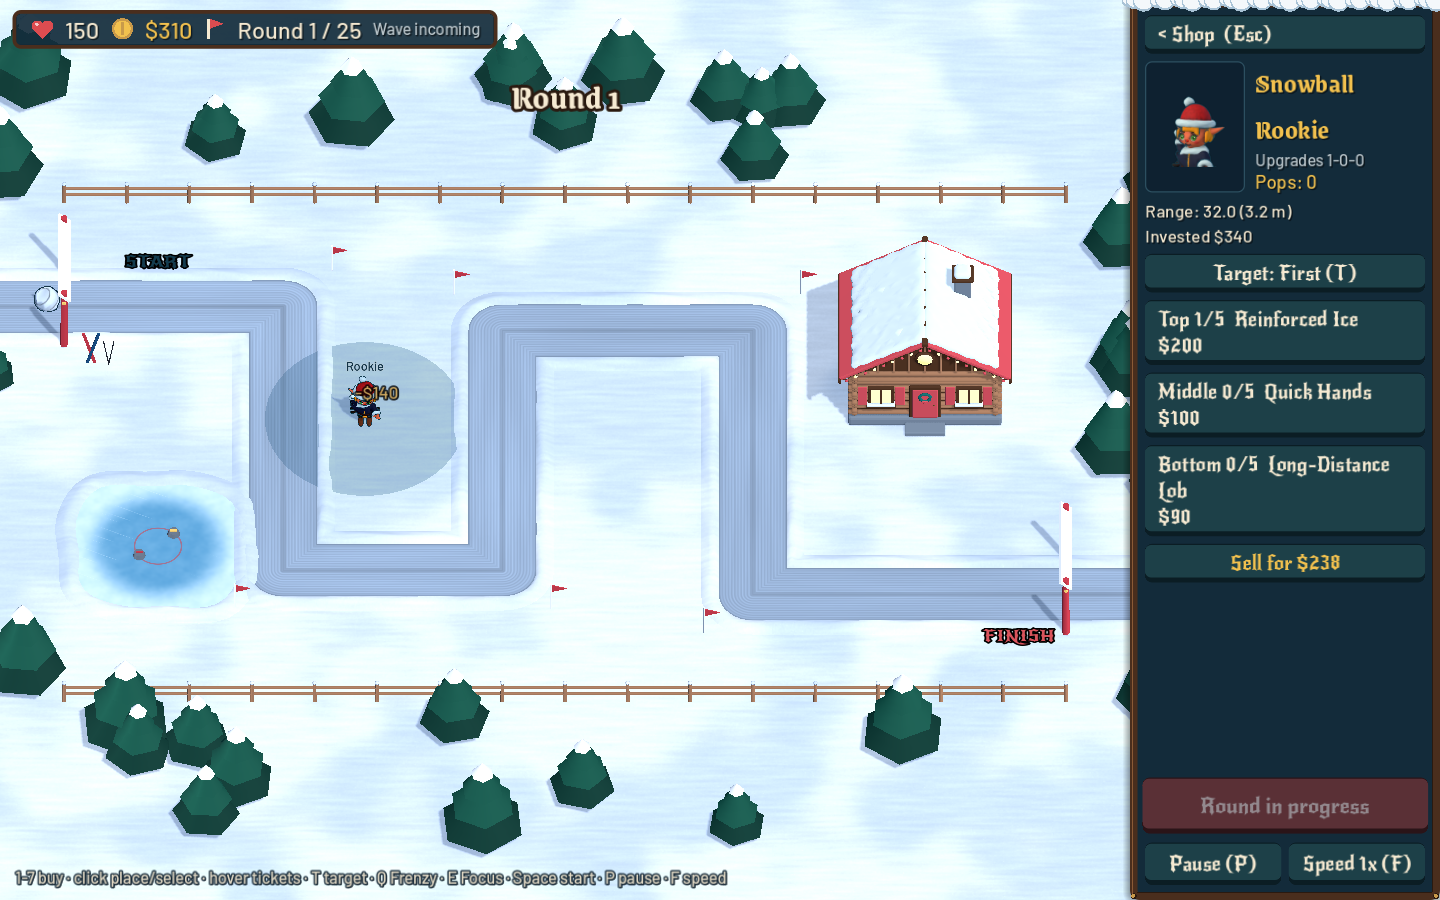 150 $310 Round 1 / 25 Wave incoming
Round 1
START
Rookie
$140
FINISH
1-7 buy · click place/select · hover tickets · T target · Q Frenzy · E Focus · Space start · P pause · F speed
< Shop (Esc)
Snowball
Rookie
Upgrades 1-0-0
Pops: 0
Range: 32.0 (3.2 m)
Invested $340
Target: First (T)
Top 1/5 Reinforced Ice
$200
Middle 0/5 Quick Hands
$100
Bottom 0/5 Long-Distance
Lob
$90
Sell for $238
Round in progress
Pause (P)
Speed 1x (F)